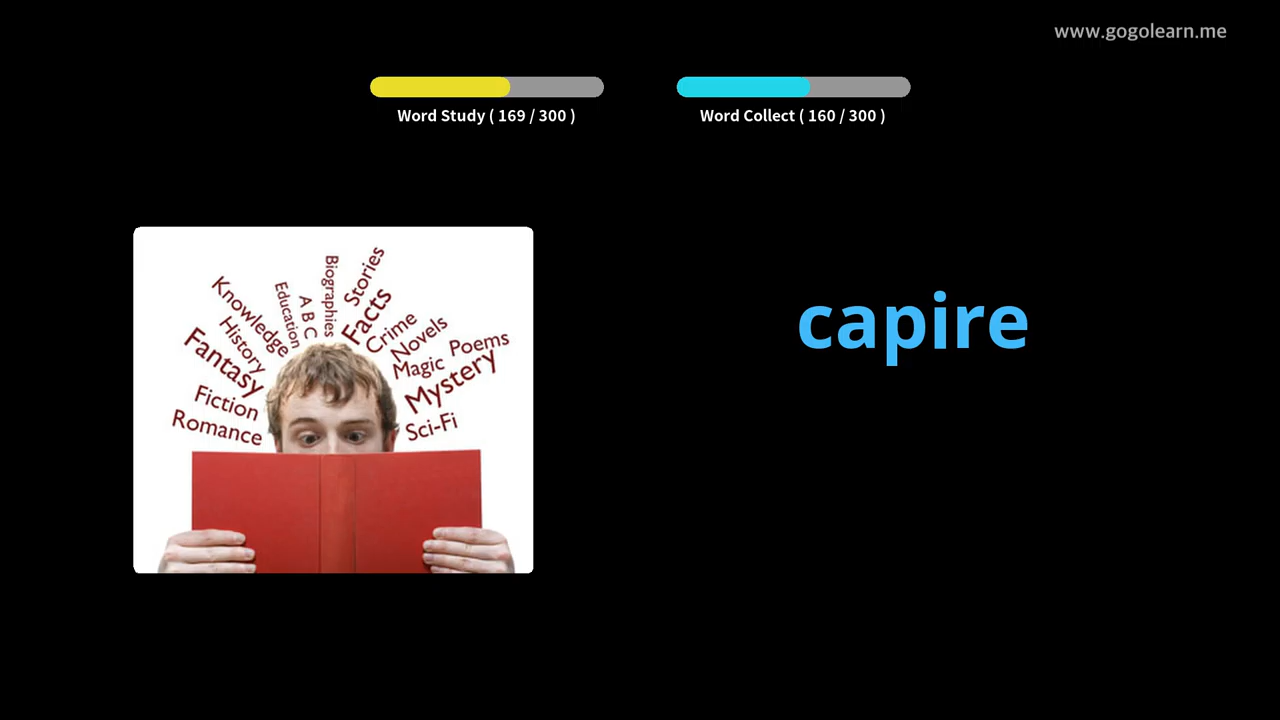 www.gogolearn.me
Word Study ( 169 / 300 )
Word Collect ( 160 / 300 )
Knowledge
Education
A B C
Biographies
Stories
Facts
History
Crime
Novels
Fantasy
Magic
Poems
Mystery
Fiction
Romance
Sci-Fi
capire